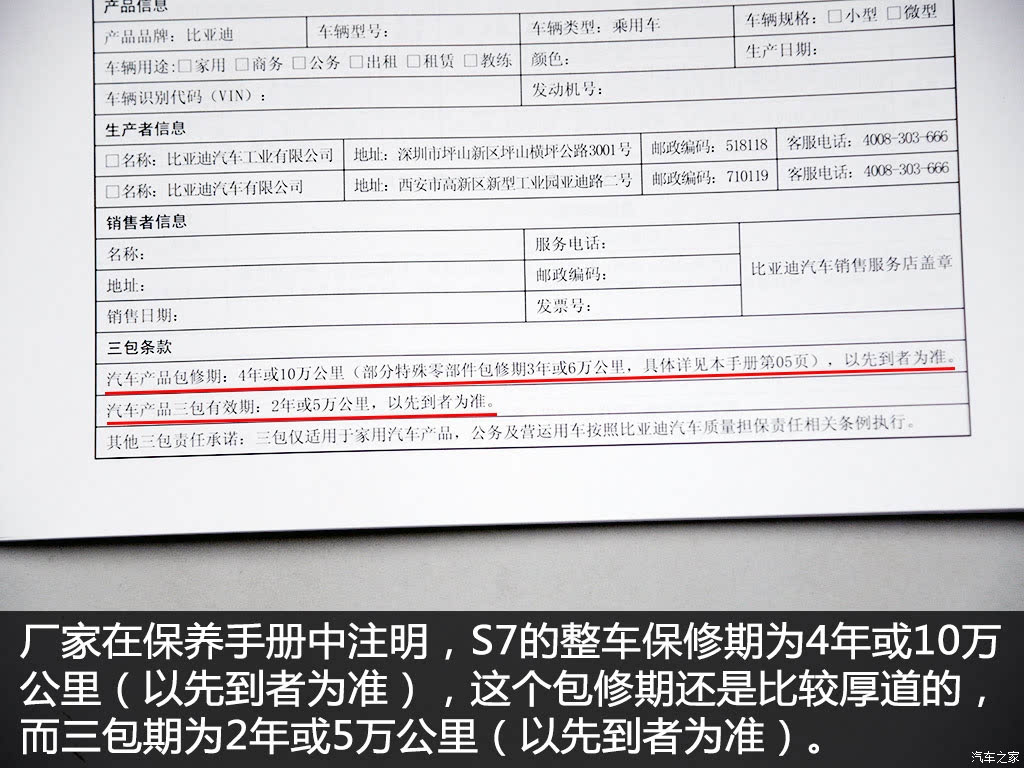 产品信息
产品品牌：比亚迪 车辆型号： 车辆类型：乘用车 车辆规格：□小型 □微型
车辆用途:□家用 □商务 □公务 □出租 □租赁 □教练 颜色： 生产日期：
车辆识别代码（VIN）： 发动机号：
生产者信息
□名称：比亚迪汽车工业有限公司 地址：深圳市坪山新区坪山横坪公路3001号 邮政编码：518118 客服电话：4008-303-666
□名称：比亚迪汽车有限公司 地址：西安市高新区新型工业园亚迪路二号 邮政编码：710119 客服电话：4008-303-666
销售者信息
名称： 服务电话：
地址： 邮政编码： 比亚迪汽车销售服务店盖章
销售日期： 发票号：
三包条款
汽车产品包修期：4年或10万公里（部分特殊零部件包修期3年或6万公里，具体详见本手册第05页），以先到者为准。
汽车产品三包有效期：2年或5万公里，以先到者为准。
其他三包责任承诺：三包仅适用于家用汽车产品，公务及营运用车按照比亚迪汽车质量担保责任相关条例执行。
厂家在保养手册中注明，S7的整车保修期为4年或10万
公里（以先到者为准），这个包修期还是比较厚道的，
而三包期为2年或5万公里（以先到者为准）。
汽车之家